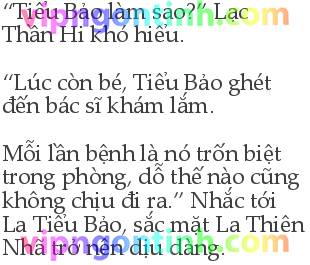 “Tiểu Bảo làm sao?” Lạc
Thần Hi khó hiểu.
“Lúc còn bé, Tiểu Bảo ghét
đến bác sĩ khám lắm.
Mỗi lần bệnh là nó trốn biệt
trong phòng, dỗ thế nào cũng
không chịu đi ra.” Nhắc tới
La Tiểu Bảo, sắc mặt La Thiên
Nhã trở nên dịu dàng.
vipngontinh.com
vipngontinh.com